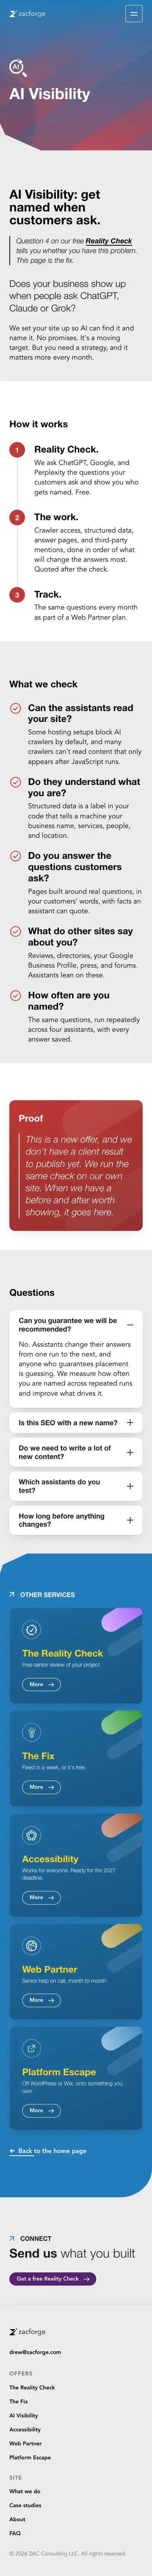 zacforge
AI
AI Visibility
AI Visibility: get
named when
customers ask.
Question 4 on our free Reality Check
tells you whether you have this problem.
This page is the fix.
Does your business show up
when people ask ChatGPT,
Claude or Grok?
We set your site up so AI can find it and
name it. No promises. It's a moving
target. But you need a strategy, and it
matters more every month.
How it works
1
Reality Check.
We ask ChatGPT, Google, and
Perplexity the questions your
customers ask and show you who
gets named. Free.
2
The work.
Crawler access, structured data,
answer pages, and third-party
mentions, done in order of what
will change the answers most.
Quoted after the check.
3
Track.
The same questions every month
as part of a Web Partner plan.
What we check
Can the assistants read
your site?
Some hosting setups block AI
crawlers by default, and many
crawlers can't read content that only
appears after JavaScript runs.
Do they understand what
you are?
Structured data is a label in your
code that tells a machine your
business name, services, people,
and location.
Do you answer the
questions customers
ask?
Pages built around real questions, in
your customers' words, with facts an
assistant can quote.
What do other sites say
about you?
Reviews, directories, your Google
Business Profile, press, and forums.
Assistants lean on these.
How often are you
named?
The same questions, run repeatedly
across four assistants, with every
answer saved.
Proof
This is a new offer, and we
don't have a client result
to publish yet. We run the
same check on our own
site. When we have a
before and after worth
showing, it goes here.
Questions
Can you guarantee we will be
recommended?
No. Assistants change their answers
from one run to the next, and
anyone who guarantees placement
is guessing. We measure how often
you are named across repeated runs
and improve what drives it.
Is this SEO with a new name?
Do we need to write a lot of
new content?
Which assistants do you
test?
How long before anything
changes?
OTHER SERVICES
The Reality Check
Free senior review of your project
More
The Fix
Fixed in a week, or it's free.
More
Accessibility
Works for everyone. Ready for the 2027
deadline.
More
Web Partner
Senior help on call, month to month
More
Platform Escape
Off WordPress or Wix, onto something you
own
More
Back to the home page
CONNECT
Send us what you built
Get a free Reality Check
zacforge
drew@zacforge.com
OFFERS
The Reality Check
The Fix
AI Visibility
Accessibility
Web Partner
Platform Escape
SITE
What we do
Case studies
About
FAQ
© 2026 ZAC Consulting LLC. All rights reserved.